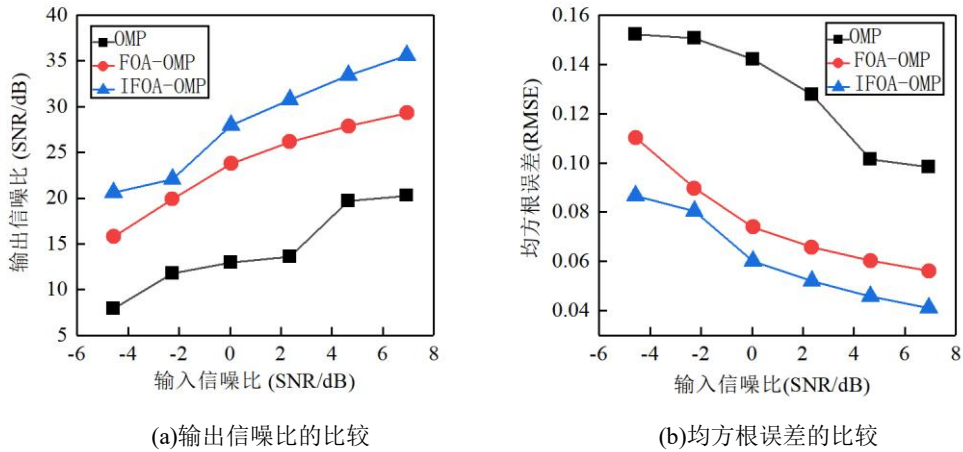 40
35
30
25
20
15
10
5
输出信噪比 (SNR/dB)
OMP
FOA-OMP
IFOA-OMP
-6 -4 -2 0 2 4 6 8
输入信噪比 (SNR/dB)
(a)输出信噪比的比较
0.16
0.14
0.12
0.10
0.08
0.06
0.04
均方根误差(RMSE)
OMP
FOA-OMP
IFOA-OMP
-6 -4 -2 0 2 4 6 8
输入信噪比(SNR/dB)
(b)均方根误差的比较